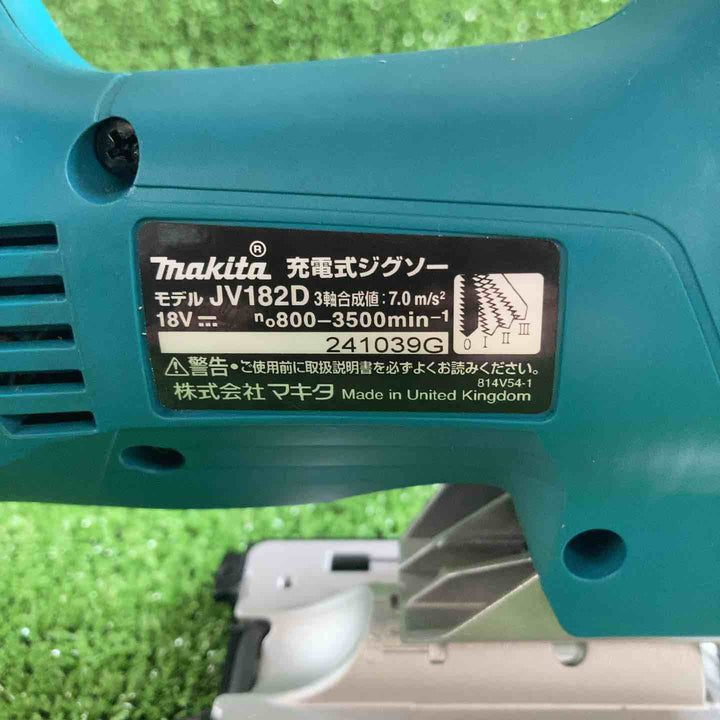 makita® 充電式ジグソー
モデル JV182D 3軸合成値:7.0 m/s²
18V⎓ n₀800-3500min⁻¹
0 I II III
241039G
⚠警告・ご使用前に取扱説明書を必ずよくお読みください。
814V54-1
株式会社マキタ Made in United Kingdom